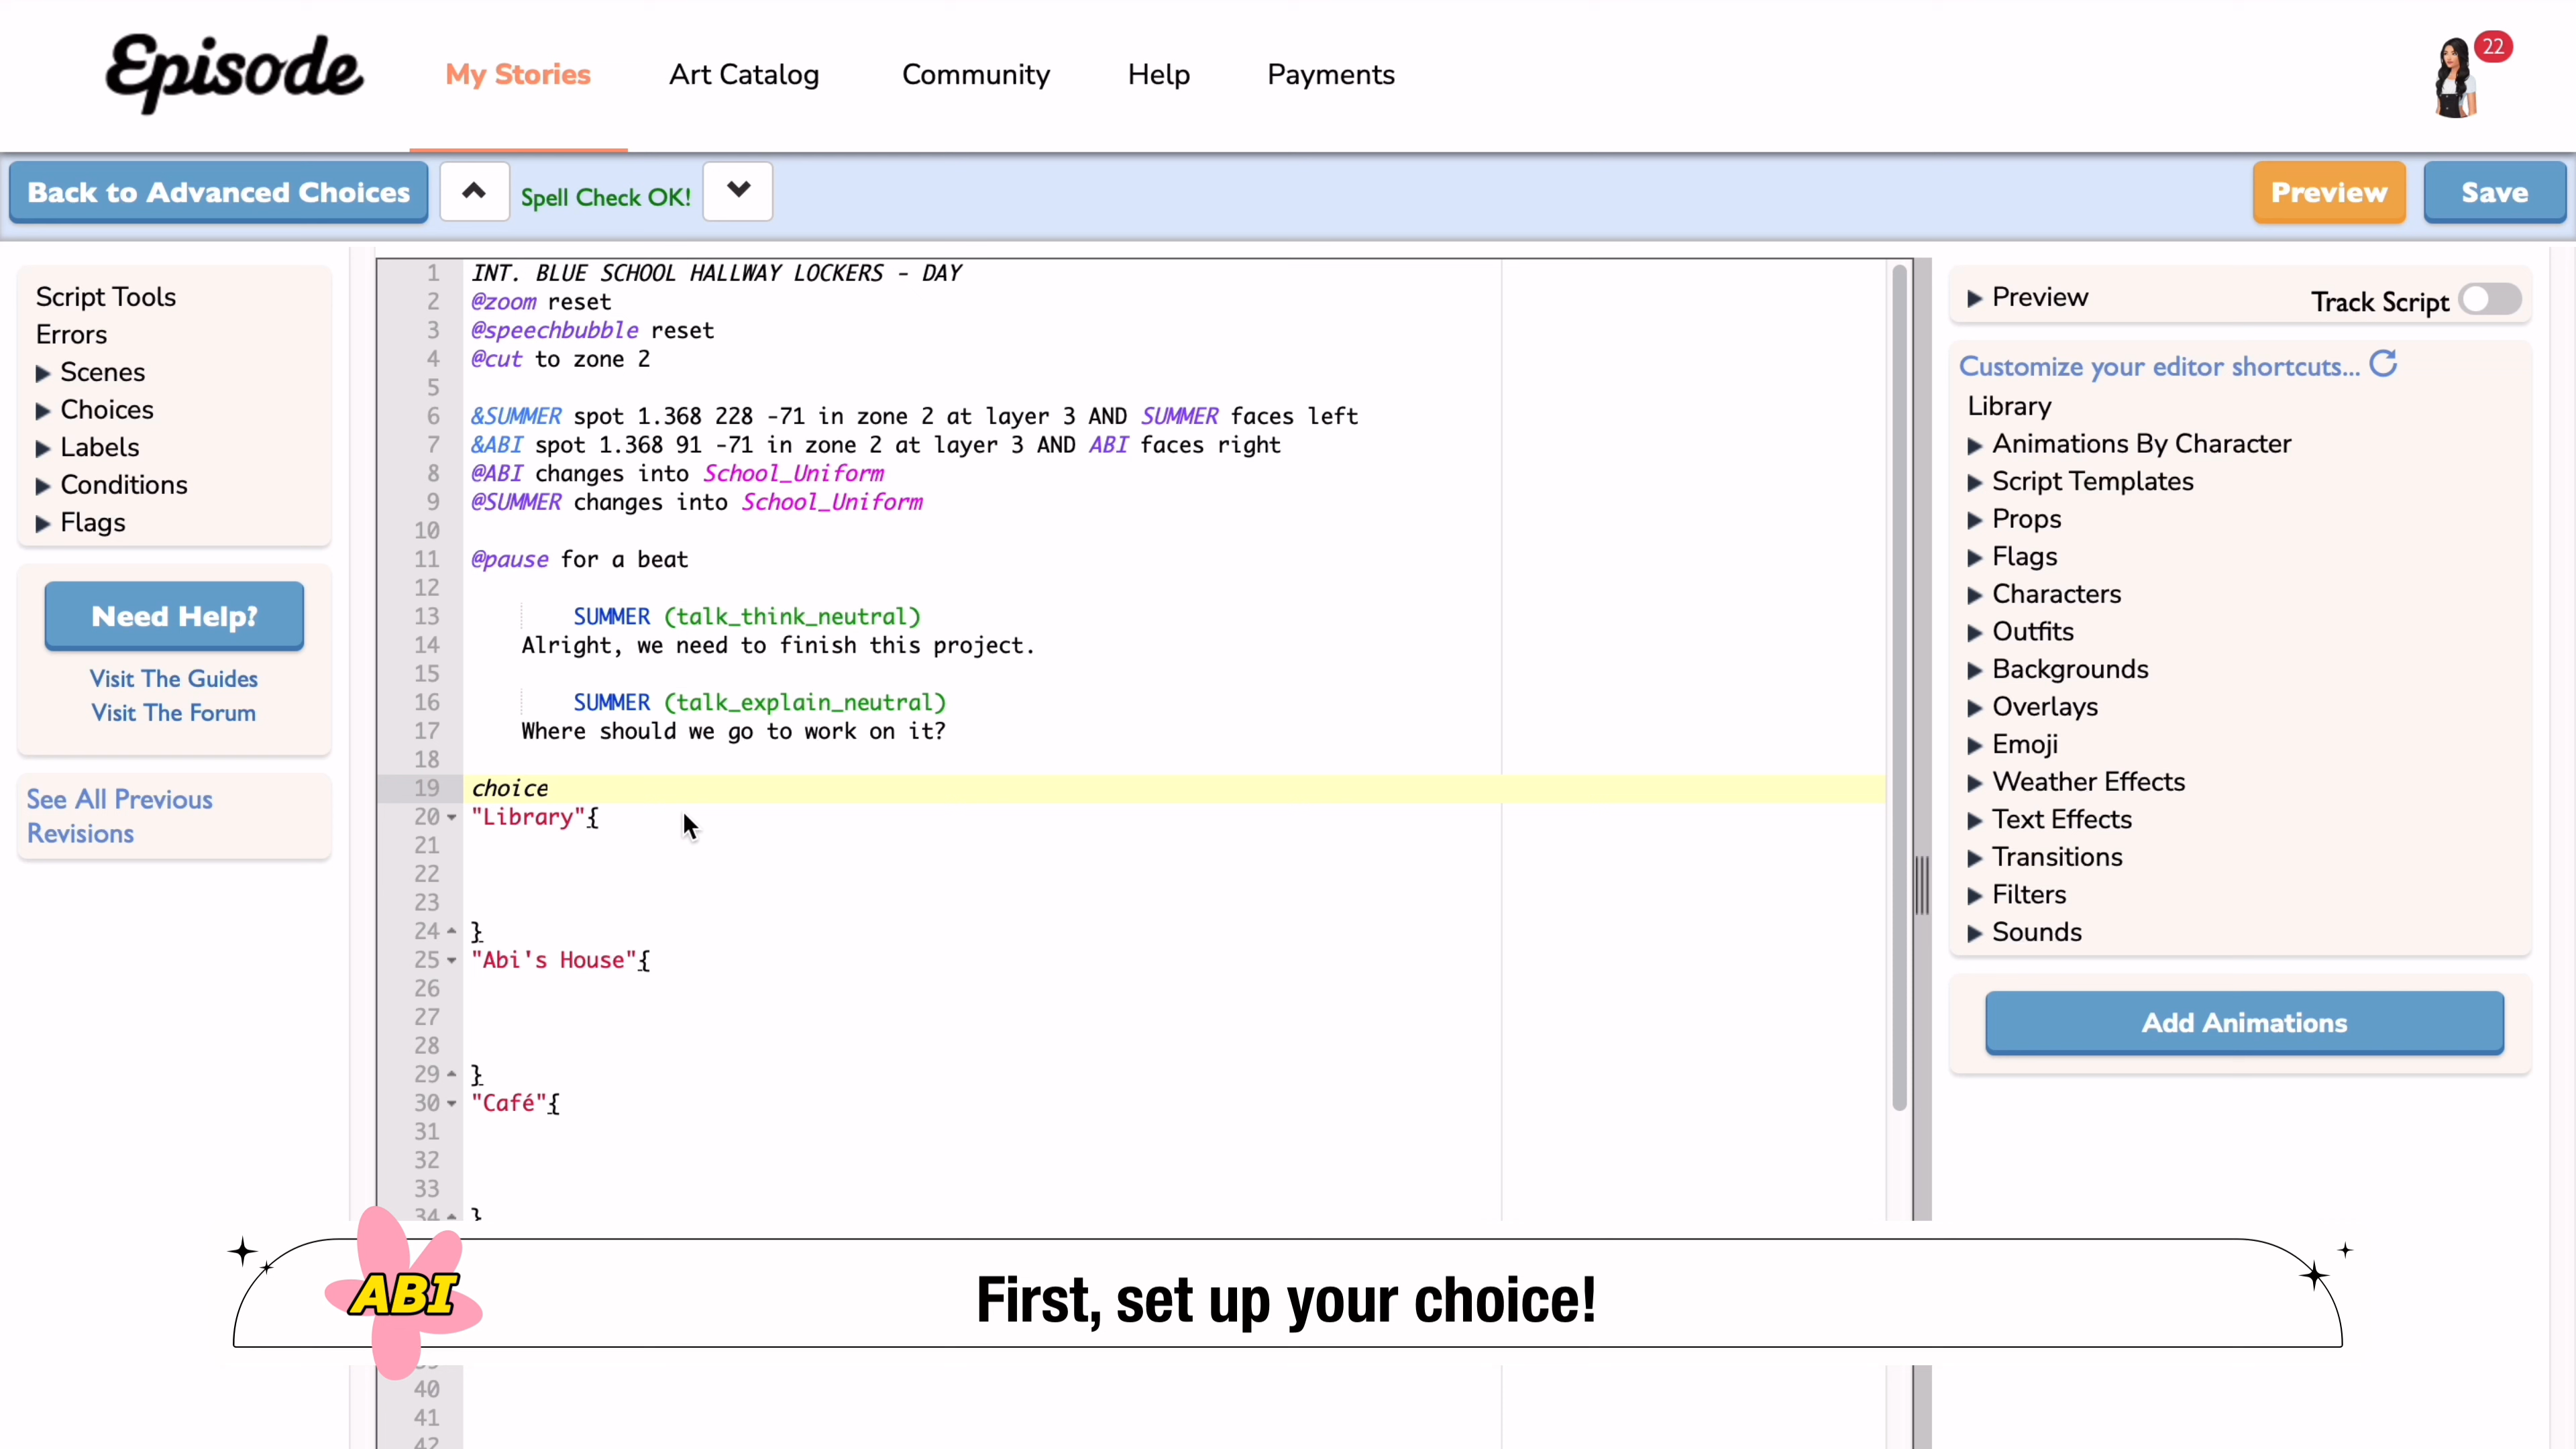 Episode
My Stories
Art Catalog
Community
Help
Payments
22
Back to Advanced Choices
Spell Check OK!
Preview
Save
Script Tools
Errors
Scenes
Choices
Labels
Conditions
Flags
Need Help?
Visit The Guides
Visit The Forum
See All Previous
Revisions
1 INT. BLUE SCHOOL HALLWAY LOCKERS - DAY
2 @zoom reset
3 @speechbubble reset
4 @cut to zone 2
5
6 &SUMMER spot 1.368 228 -71 in zone 2 at layer 3 AND SUMMER faces left
7 &ABI spot 1.368 91 -71 in zone 2 at layer 3 AND ABI faces right
8 @ABI changes into School_Uniform
9 @SUMMER changes into School_Uniform
10
11 @pause for a beat
12
13 SUMMER (talk_think_neutral)
14 Alright, we need to finish this project.
15
16 SUMMER (talk_explain_neutral)
17 Where should we go to work on it?
18
19 choice
20 "Library"{
21
22
23
24 }
25 "Abi's House"{
26
27
28
29 }
30 "Café"{
31
32
33
34 }
40
41
42
Preview
Track Script
Customize your editor shortcuts...
Library
Animations By Character
Script Templates
Props
Flags
Characters
Outfits
Backgrounds
Overlays
Emoji
Weather Effects
Text Effects
Transitions
Filters
Sounds
Add Animations
ABI
First, set up your choice!